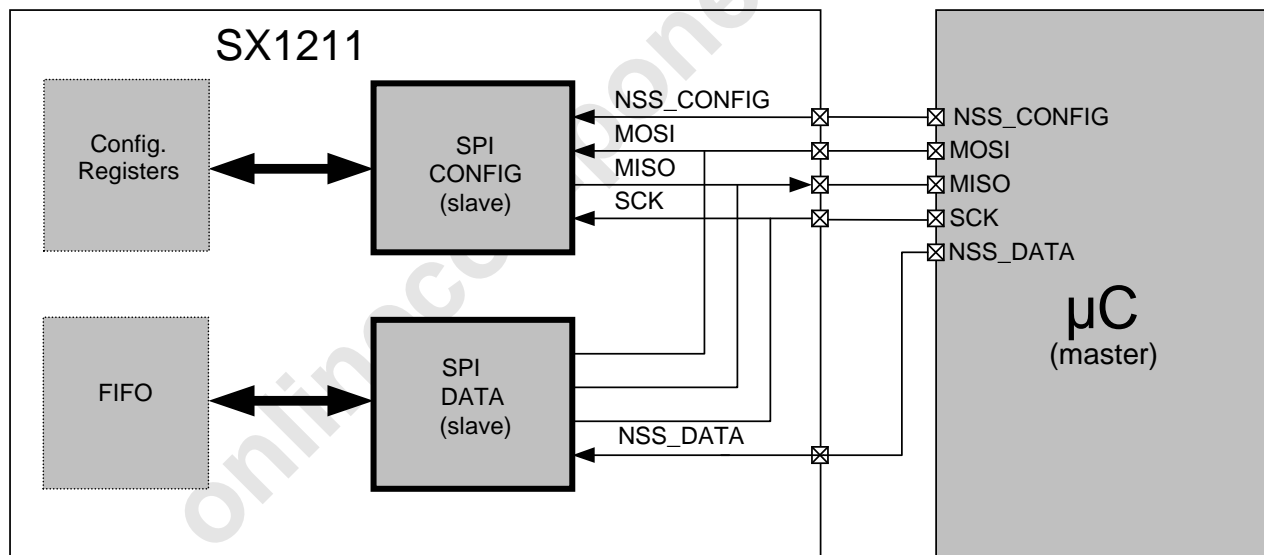 SX1211
Config.
Registers
SPI
CONFIG
(slave)
NSS_CONFIG
MOSI
MISO
SCK
NSS_CONFIG
MOSI
MISO
SCK
NSS_DATA
µC
(master)
FIFO
SPI
DATA
(slave)
NSS_DATA